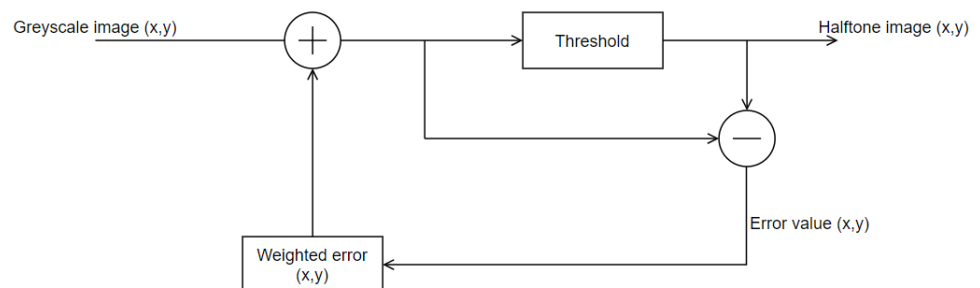 Greyscale image (x,y)
Threshold
Halftone image (x,y)
Error value (x,y)
Weighted error
(x,y)